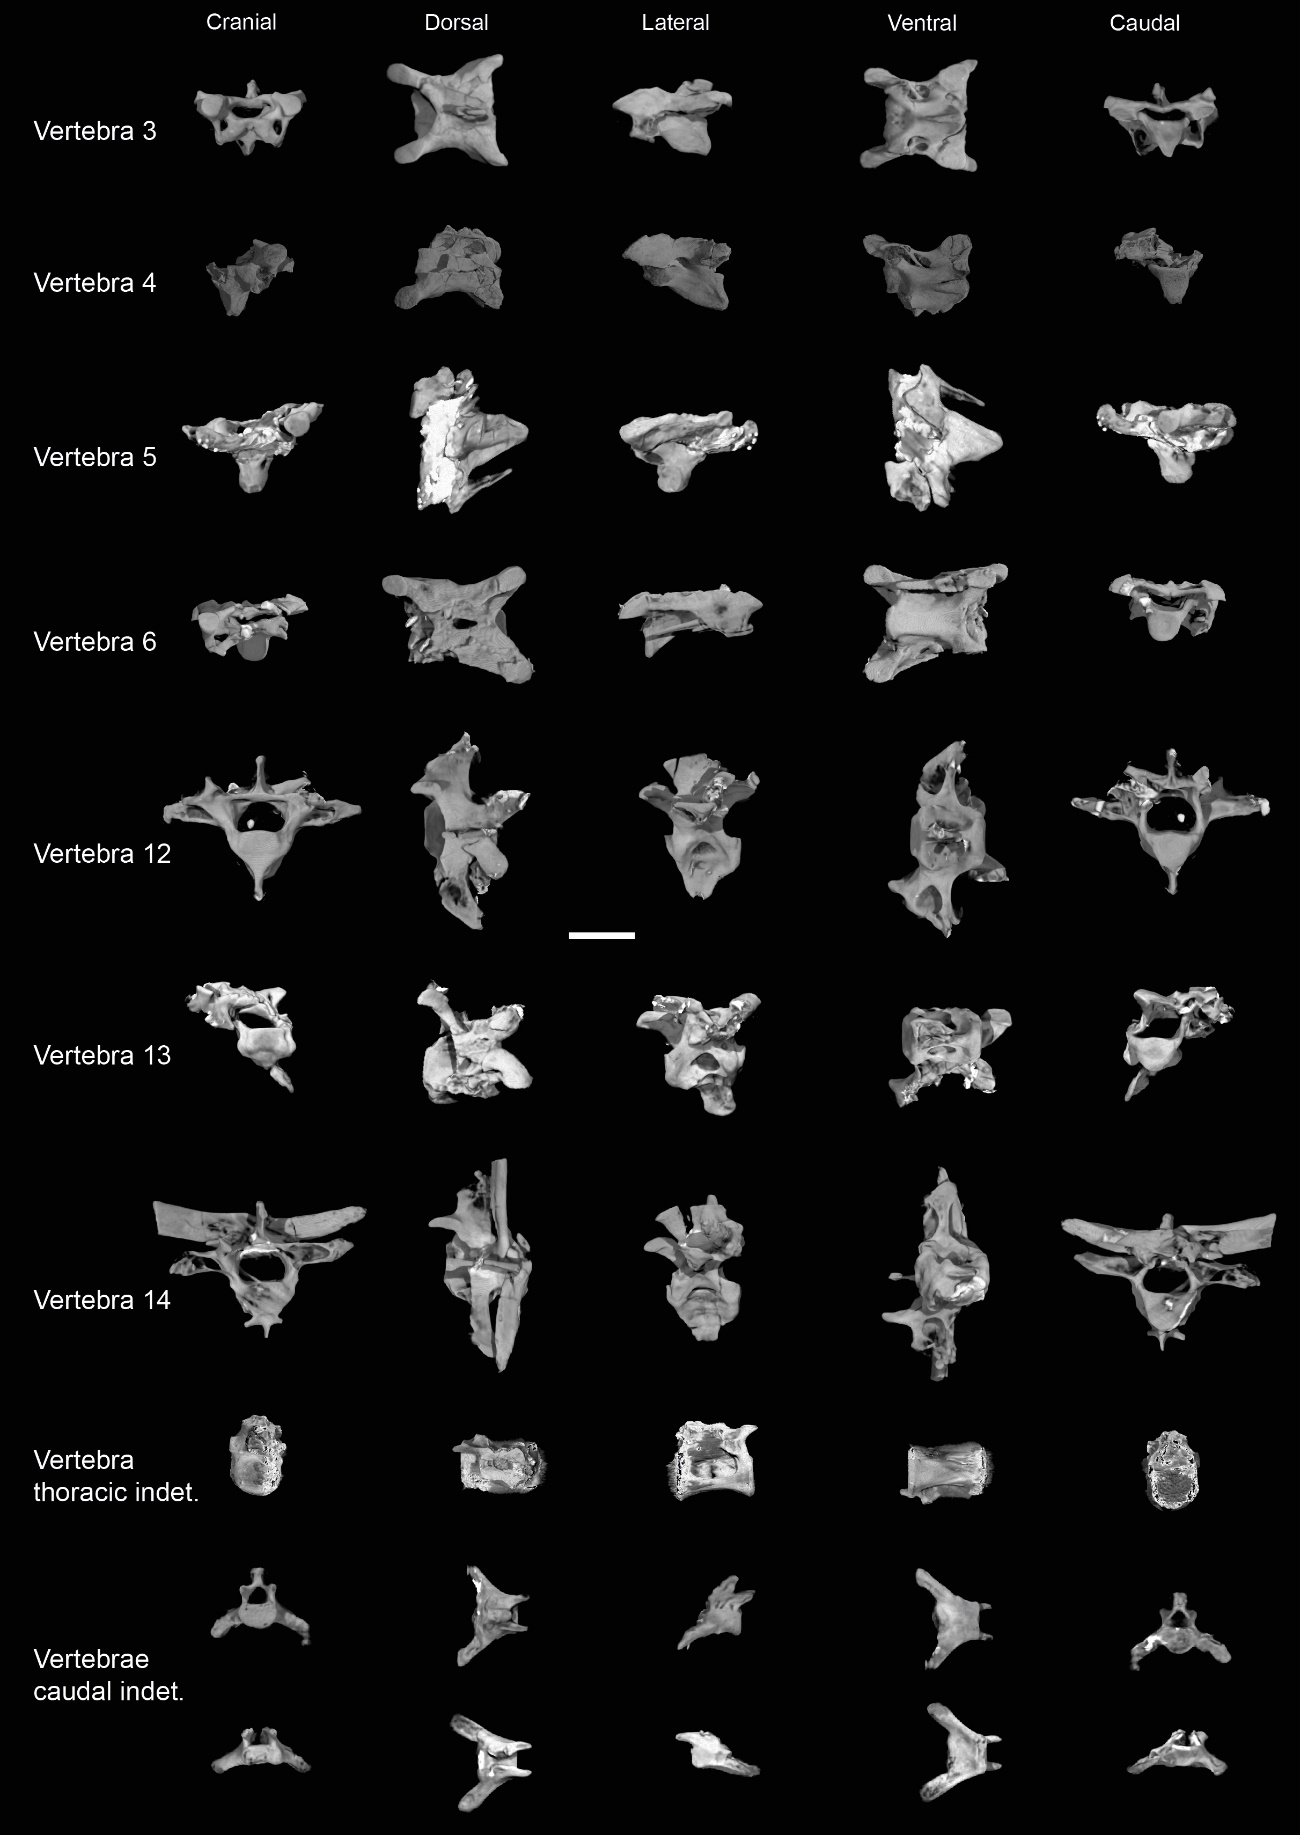 Cranial Dorsal Lateral Ventral Caudal
Vertebra 3
Vertebra 4
Vertebra 5
Vertebra 6
Vertebra 12
Vertebra 13
Vertebra 14
Vertebra
thoracic indet.
Vertebrae
caudal indet.